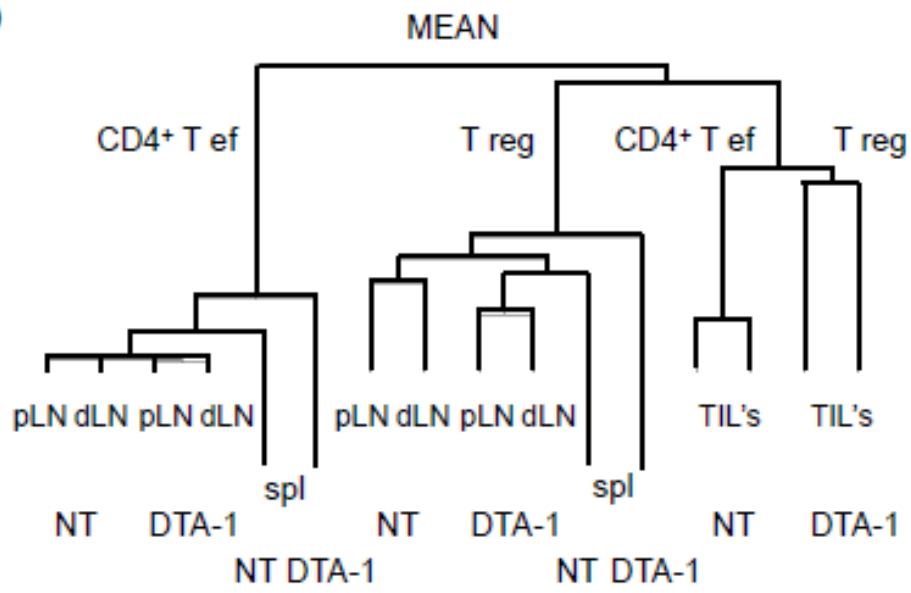 MEAN
CD4+ T ef T reg CD4+ T ef T reg
pLN dLN pLN dLN pLN dLN pLN dLN TIL's TIL's
spl spl
NT DTA-1 NT DTA-1 NT DTA-1
NT DTA-1 NT DTA-1